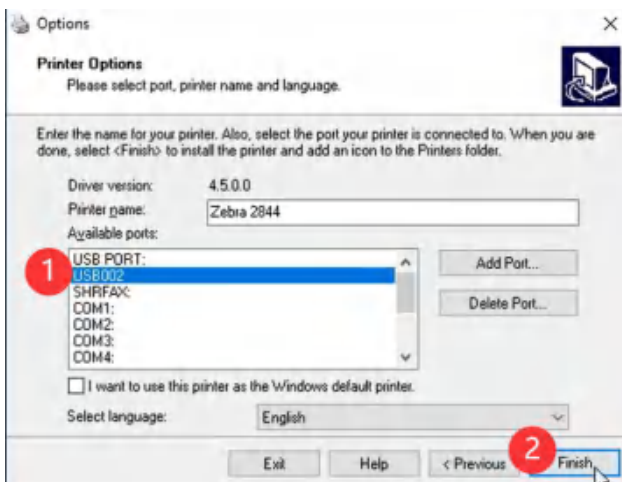 Options
Printer Options
Please select port, printer name and language.
Enter the name for your printer. Also, select the port your printer is connected to. When you are
done, select <Finish> to install the printer and add an icon to the Printers folder.
Driver version: 4.5.0.0
Printer name: Zebra 2844
Available ports:
USB PORT:
1 USB002
SHRFAX:
COM1:
COM2:
COM3:
COM4:
Add Port...
Delete Port...
I want to use this printer as the Windows default printer.
Select language: English
2
Exit Help < Previous Finish